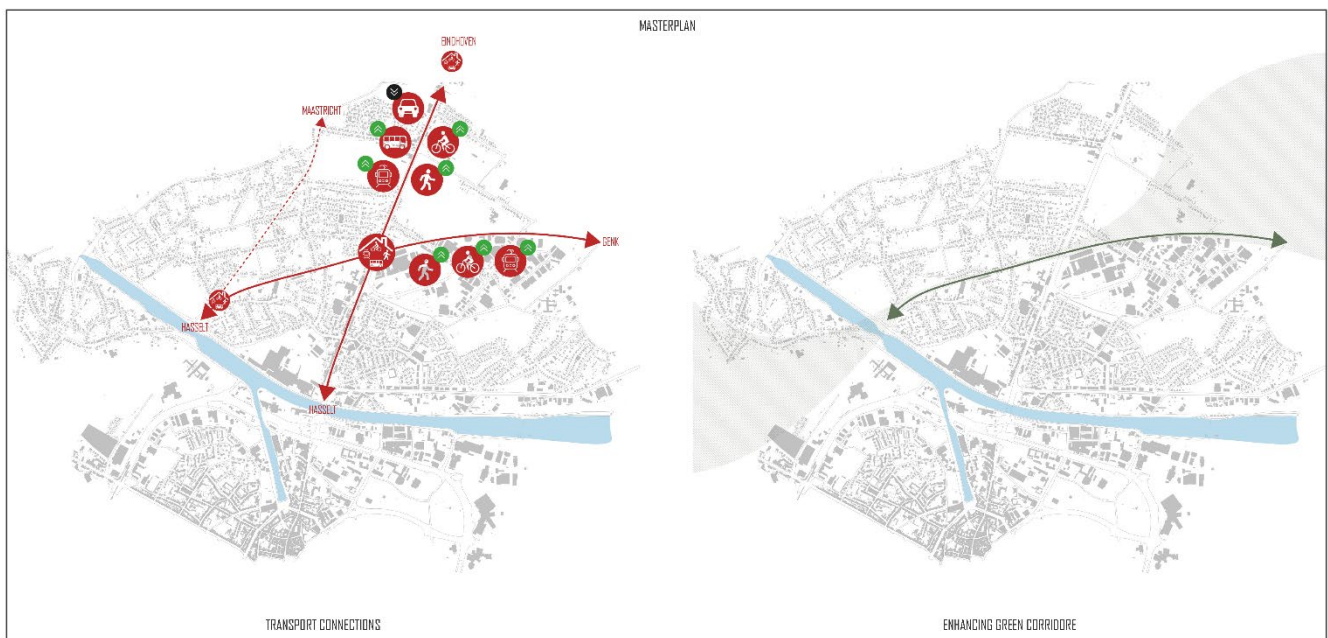 MASTERPLAN
EINDHOVEN
MAASTRICHT
GENK
HASSELT
HASSELT
TRANSPORT CONNECTIONS
ENHANCING GREEN CORRIDORE